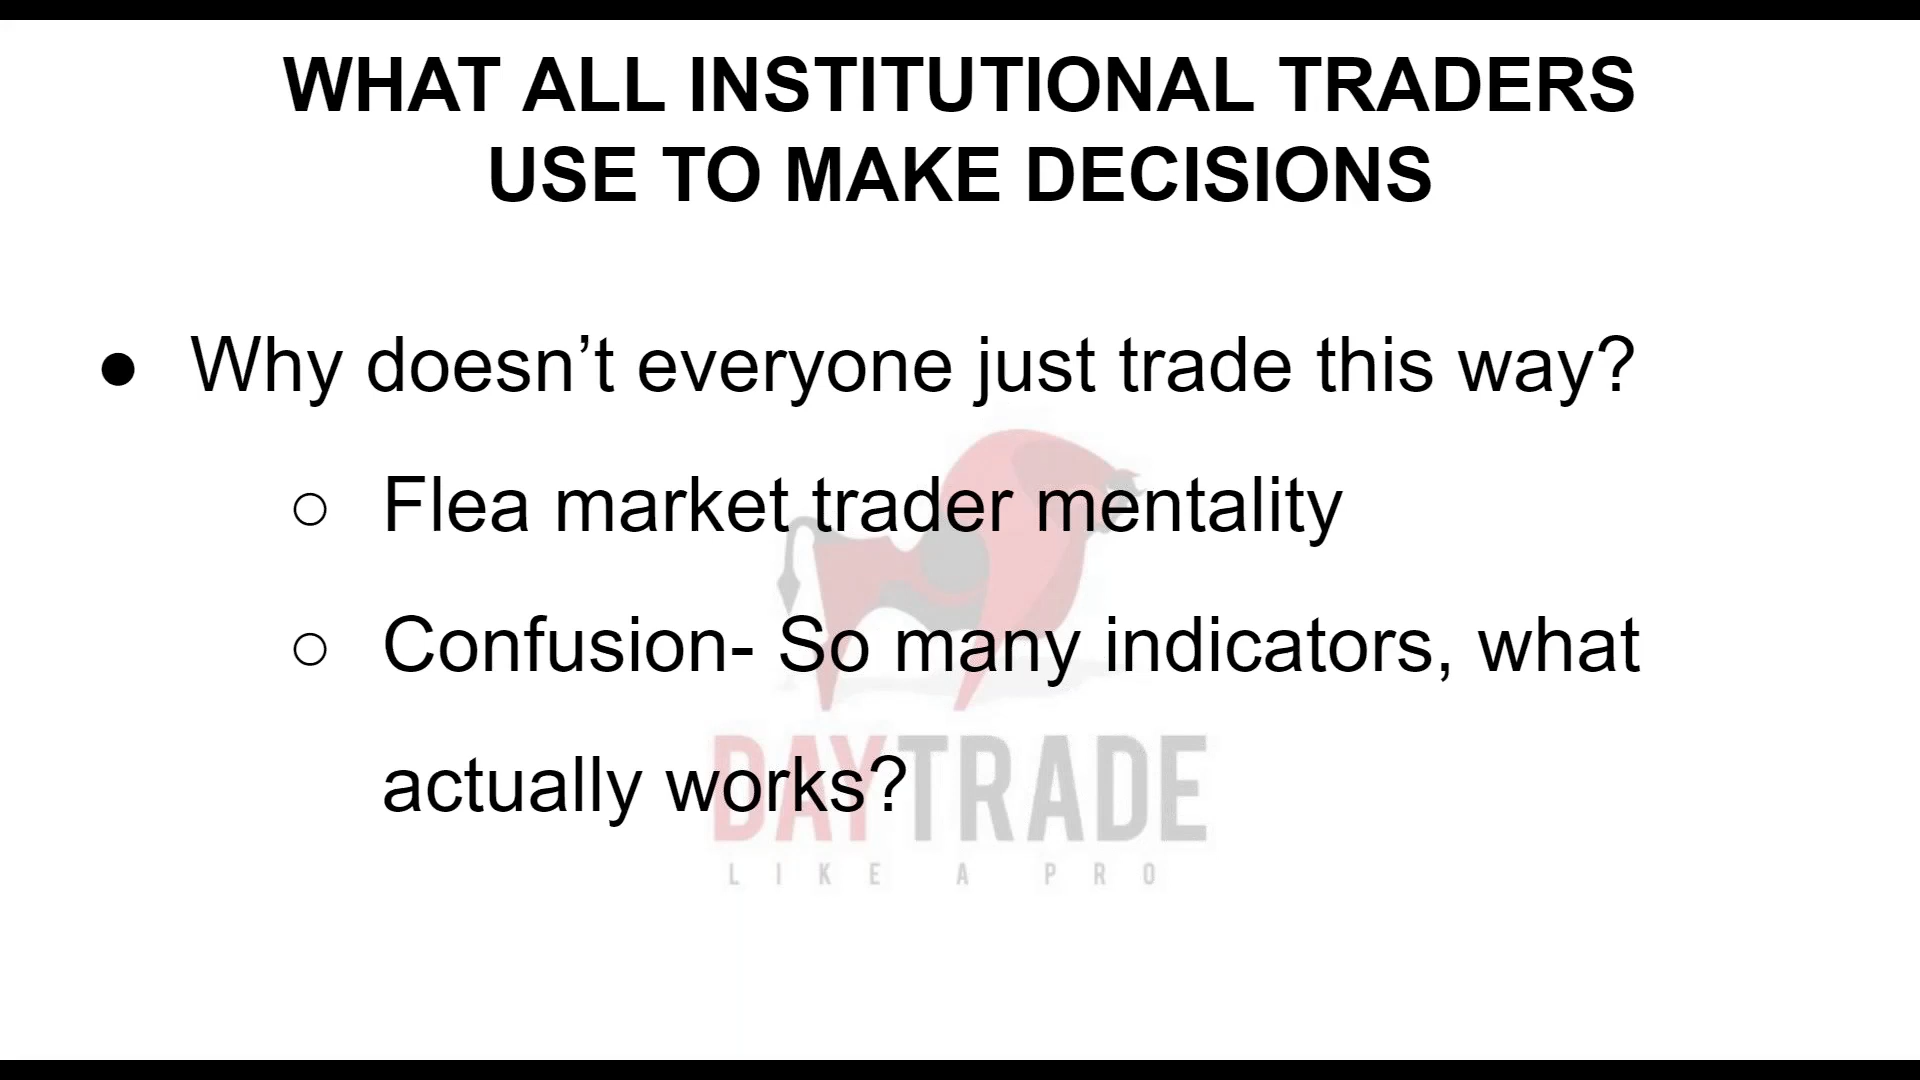 WHAT ALL INSTITUTIONAL TRADERS
USE TO MAKE DECISIONS
● Why doesn’t everyone just trade this way?
○ Flea market trader mentality
○ Confusion- So many indicators, what
actually works?
DAYTRADE
LIKE A PRO